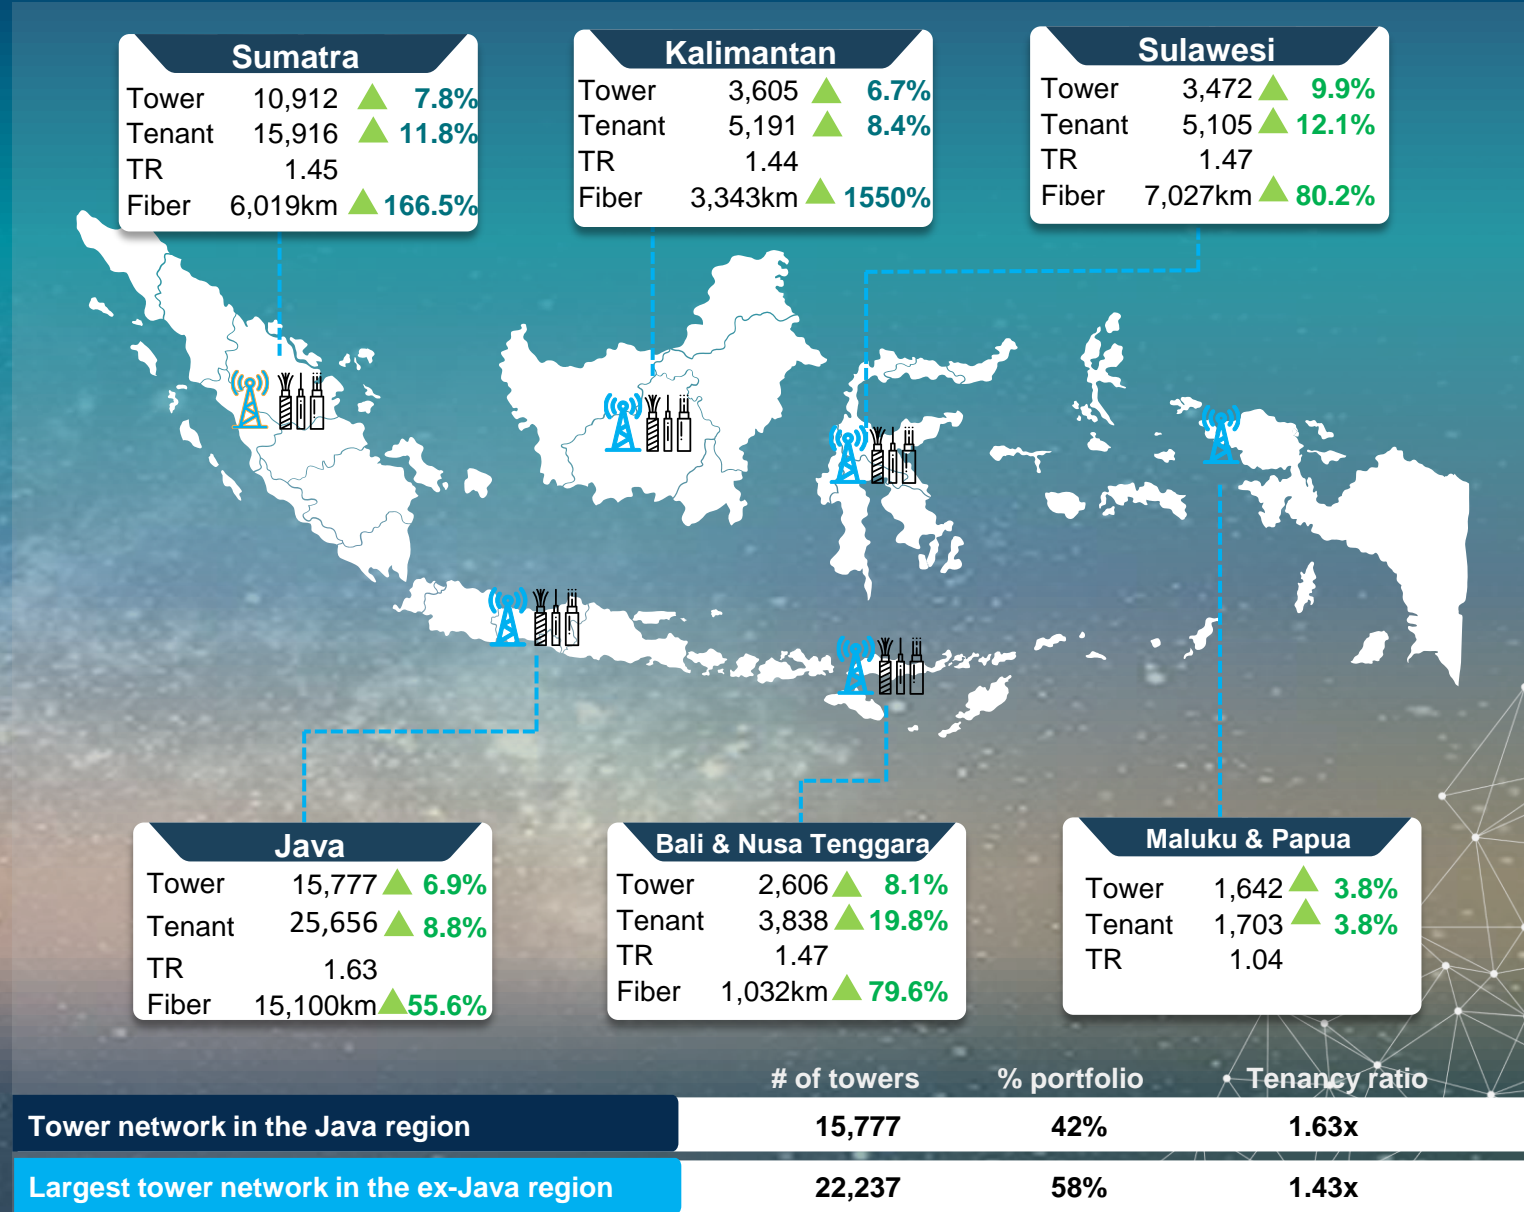 Sumatra
Tower 10,912 7.8%
Tenant 15,916 11.8%
TR 1.45
Fiber 6,019km 166.5%
Kalimantan
Tower 3,605 6.7%
Tenant 5,191 8.4%
TR 1.44
Fiber 3,343km 1550%
Sulawesi
Tower 3,472 9.9%
Tenant 5,105 12.1%
TR 1.47
Fiber 7,027km 80.2%
Java
Tower 15,777 6.9%
Tenant 25,656 8.8%
TR 1.63
Fiber 15,100km 55.6%
Bali & Nusa Tenggara
Tower 2,606 8.1%
Tenant 3,838 19.8%
TR 1.47
Fiber 1,032km 79.6%
Maluku & Papua
Tower 1,642 3.8%
Tenant 1,703 3.8%
TR 1.04
# of towers % portfolio Tenancy ratio
Tower network in the Java region 15,777 42% 1.63x
Largest tower network in the ex-Java region 22,237 58% 1.43x